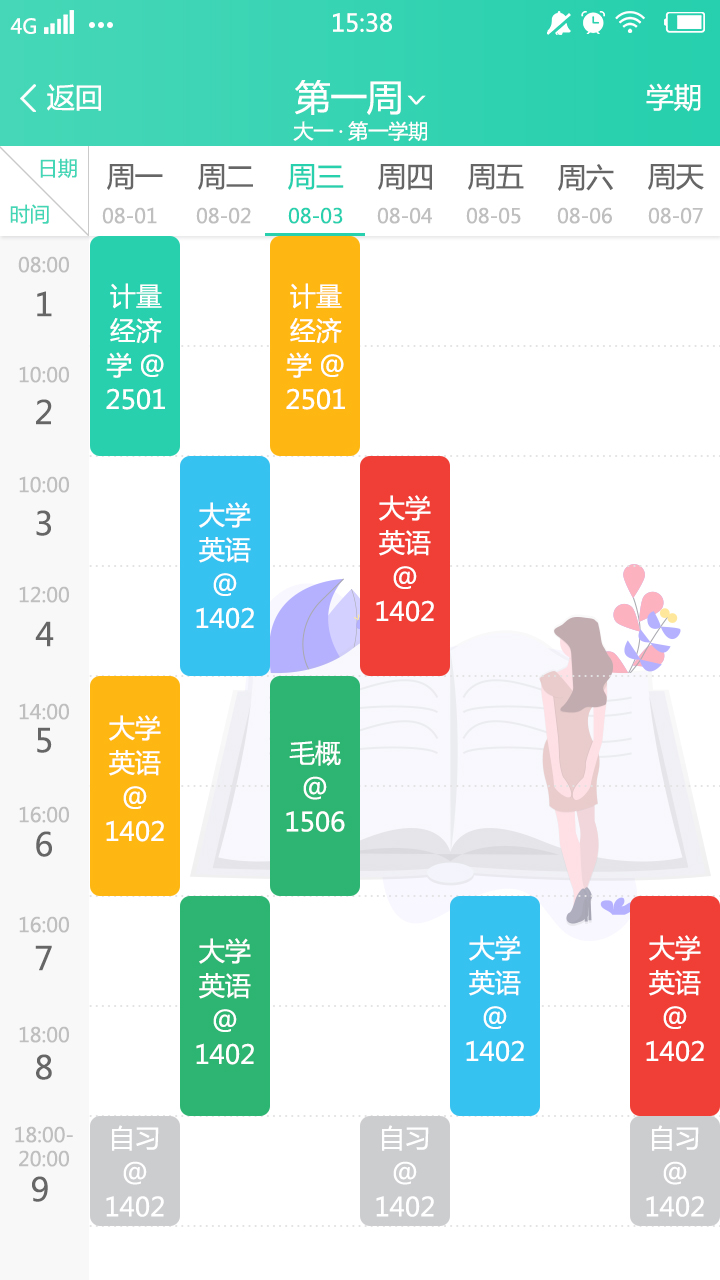 4G 15:38
返回
第一周
学期
大一 · 第一学期
日期
时间
周一 周二 周三 周四 周五 周六 周天
08-01 08-02 08-03 08-04 08-05 08-06 08-07
08:00
1
10:00
2
计量
经济
学 @
2501
计量
经济
学 @
2501
10:00
3
12:00
4
大学
英语
@
1402
大学
英语
@
1402
14:00
5
16:00
6
大学
英语
@
1402
毛概
@
1506
16:00
7
18:00
8
大学
英语
@
1402
大学
英语
@
1402
大学
英语
@
1402
18:00-
20:00
9
自习
@
1402
自习
@
1402
自习
@
1402